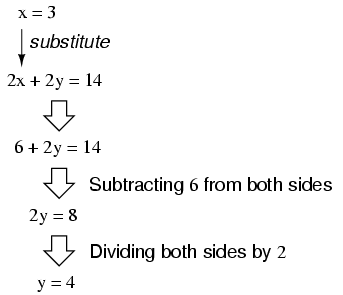 x = 3
substitute
2x + 2y = 14
6 + 2y = 14
Subtracting 6 from both sides
2y = 8
Dividing both sides by 2
y = 4